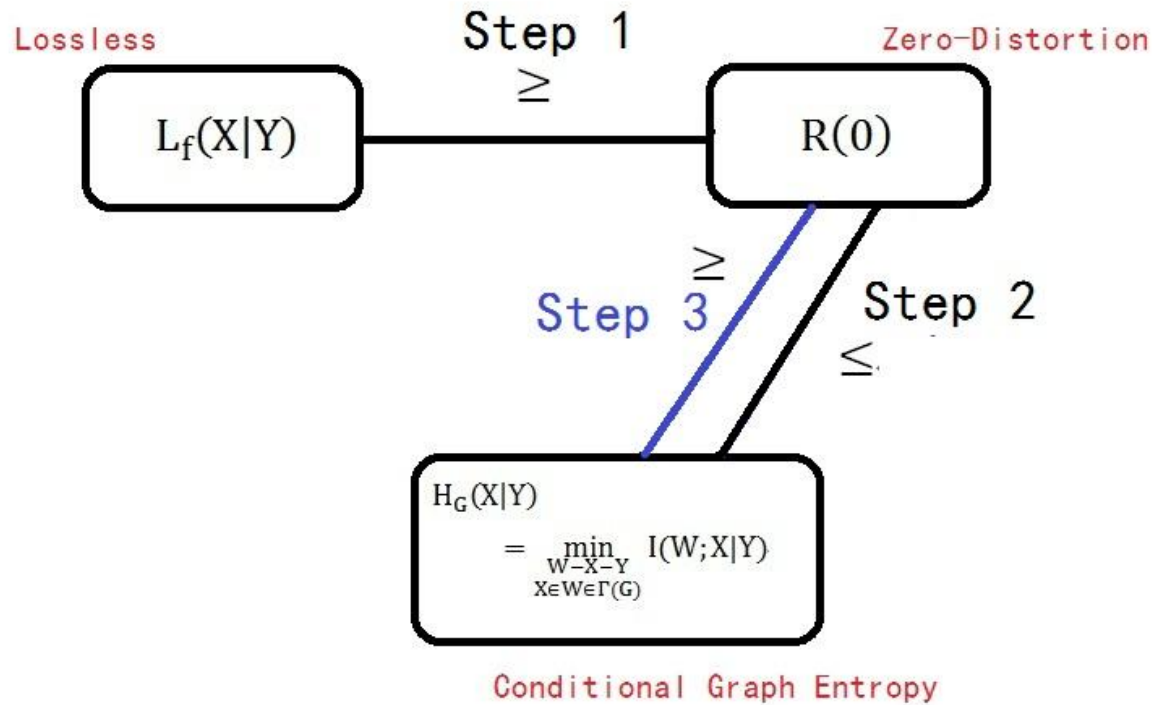 Lossless
Step 1
Zero-Distortion
≥
L_f(X|Y)
R(0)
≥
Step 3
Step 2
≤
H_G(X|Y)
= min I(W;X|Y)
W−X−Y
X∈W∈Γ(G)
Conditional Graph Entropy